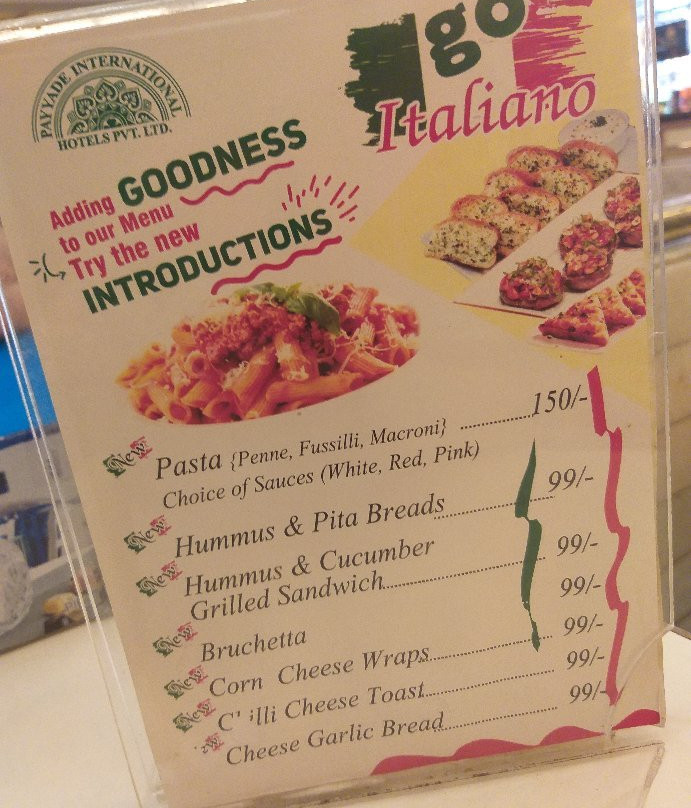 PAYYADE INTERNATIONAL
HOTELS PVT. LTD.
go
Italiano
Adding GOODNESS
to our Menu
Try the new
INTRODUCTIONS
New Pasta {Penne, Fussilli, Macroni} 150/-
Choice of Sauces (White, Red, Pink)
New Hummus & Pita Breads 99/-
New Hummus & Cucumber
Grilled Sandwich 99/-
New Bruchetta 99/-
New Corn Cheese Wraps 99/-
New Chilli Cheese Toast 99/-
New Cheese Garlic Bread 99/-